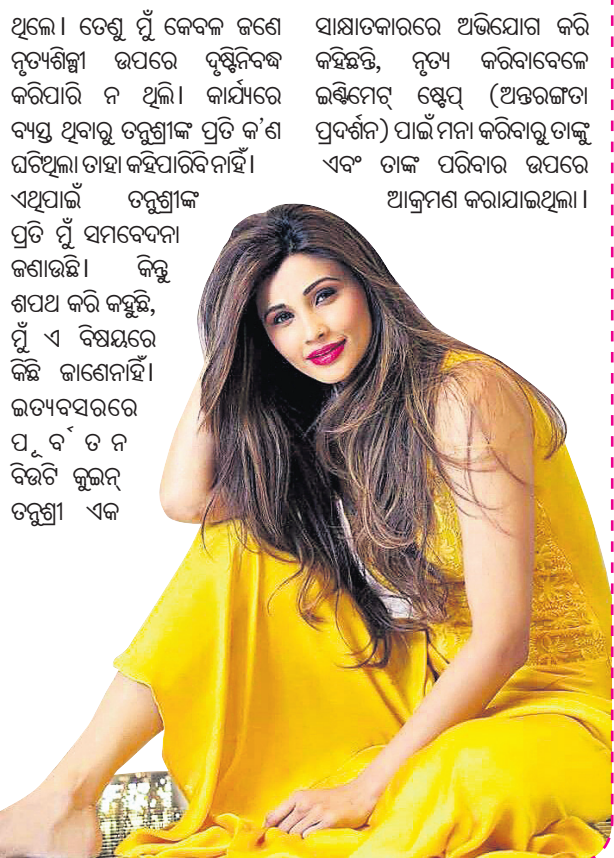 ଥିଲେ। ତେଣୁ ମୁଁ କେବଳ ଜଣେ
ନୃତ୍ୟଶିଳ୍ପୀ ଉପରେ ଦୃଷ୍ଟିନିବଦ୍ଧ
କରିପାରି ନ ଥିଲି। କାର୍ଯ୍ୟରେ
ବ୍ୟସ୍ତ ଥିବାରୁ ତନୁଶ୍ରୀଙ୍କ ପ୍ରତି କ'ଣ
ଘଟିଥିଲା ତାହା କହିପାରିବିନାହିଁ।
ଏଥିପାଇଁ ତନୁଶ୍ରୀଙ୍କ
ପ୍ରତି ମୁଁ ସମବେଦନା
ଜଣାଉଛି। କିନ୍ତୁ
ଶପଥ କରି କହୁଛି,
ମୁଁ ଏ ବିଷୟରେ
କିଛି ଜାଣେନାହିଁ।
ଇତ୍ୟବସରରେ
ପୂର୍ବତନ
ବିଉଟି କୁଇନ୍
ତନୁଶ୍ରୀ ଏକ
ସାକ୍ଷାତକାରରେ ଅଭିଯୋଗ କରି
କହିଛନ୍ତି, ନୃତ୍ୟ କରିବାବେଳେ
ଇଣ୍ଟିମେଟ୍ ଷ୍ଟେପ୍ (ଅନ୍ତରଙ୍ଗତା
ପ୍ରଦର୍ଶନ) ପାଇଁ ମନା କରିବାରୁ ତାଙ୍କୁ
ଏବଂ ତାଙ୍କ ପରିବାର ଉପରେ
ଆକ୍ରମଣ କରାଯାଇଥିଲା।